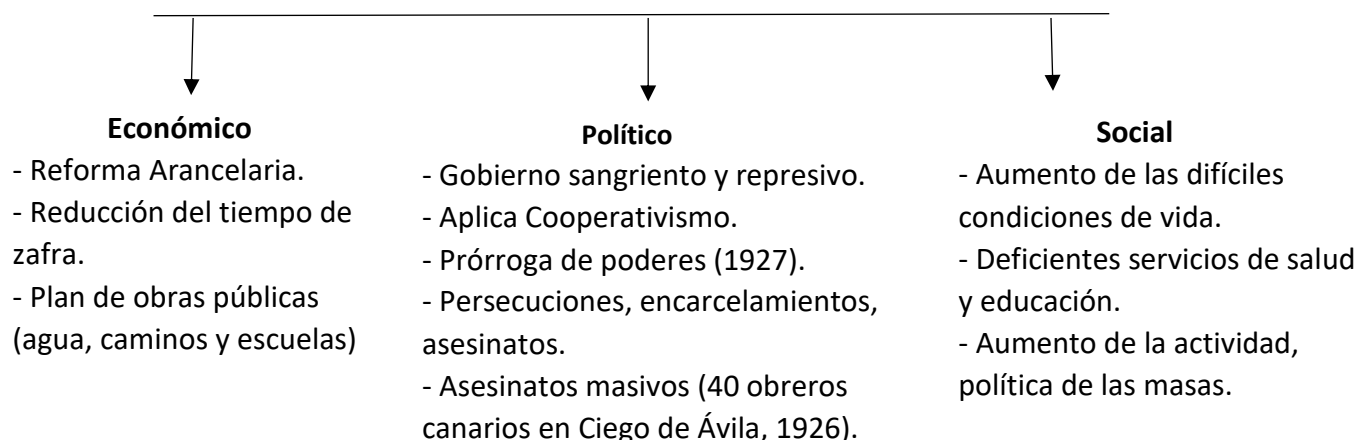 Económico
- Reforma Arancelaria.
- Reducción del tiempo de
zafra.
- Plan de obras públicas
(agua, caminos y escuelas)
Político
- Gobierno sangriento y represivo.
- Aplica Cooperativismo.
- Prórroga de poderes (1927).
- Persecuciones, encarcelamientos,
asesinatos.
- Asesinatos masivos (40 obreros
canarios en Ciego de Ávila, 1926).
Social
- Aumento de las difíciles
condiciones de vida.
- Deficientes servicios de salud
y educación.
- Aumento de la actividad,
política de las masas.